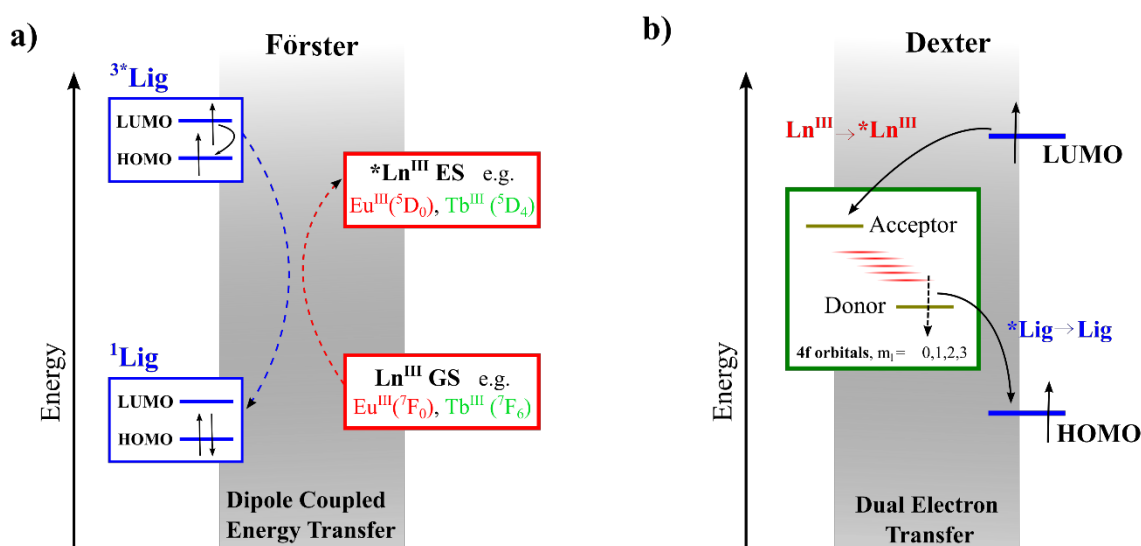 a)
Förster
³*Lig
LUMO
HOMO
*Lnᴵᴵᴵ ES e.g.
Euᴵᴵᴵ(⁵D₀), Tbᴵᴵᴵ (⁵D₄)
¹Lig
LUMO
HOMO
Lnᴵᴵᴵ GS e.g.
Euᴵᴵᴵ(⁷F₀), Tbᴵᴵᴵ (⁷F₆)
Energy
Dipole Coupled
Energy Transfer
b)
Dexter
Lnᴵᴵᴵ→*Lnᴵᴵᴵ
LUMO
Acceptor
Donor
*Lig→Lig
4f orbitals, mₗ = 0,1,2,3
HOMO
Energy
Dual Electron
Transfer